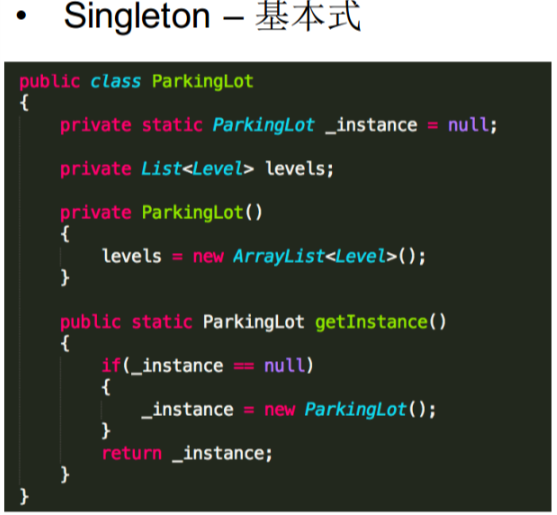 • Singleton – 基本式
public class ParkingLot
{
    private static ParkingLot _instance = null;
    private List<Level> levels;
    private ParkingLot()
    {
        levels = new ArrayList<Level>();
    }
    public static ParkingLot getInstance()
    {
        if(_instance == null)
        {
            _instance = new ParkingLot();
        }
        return _instance;
    }
}